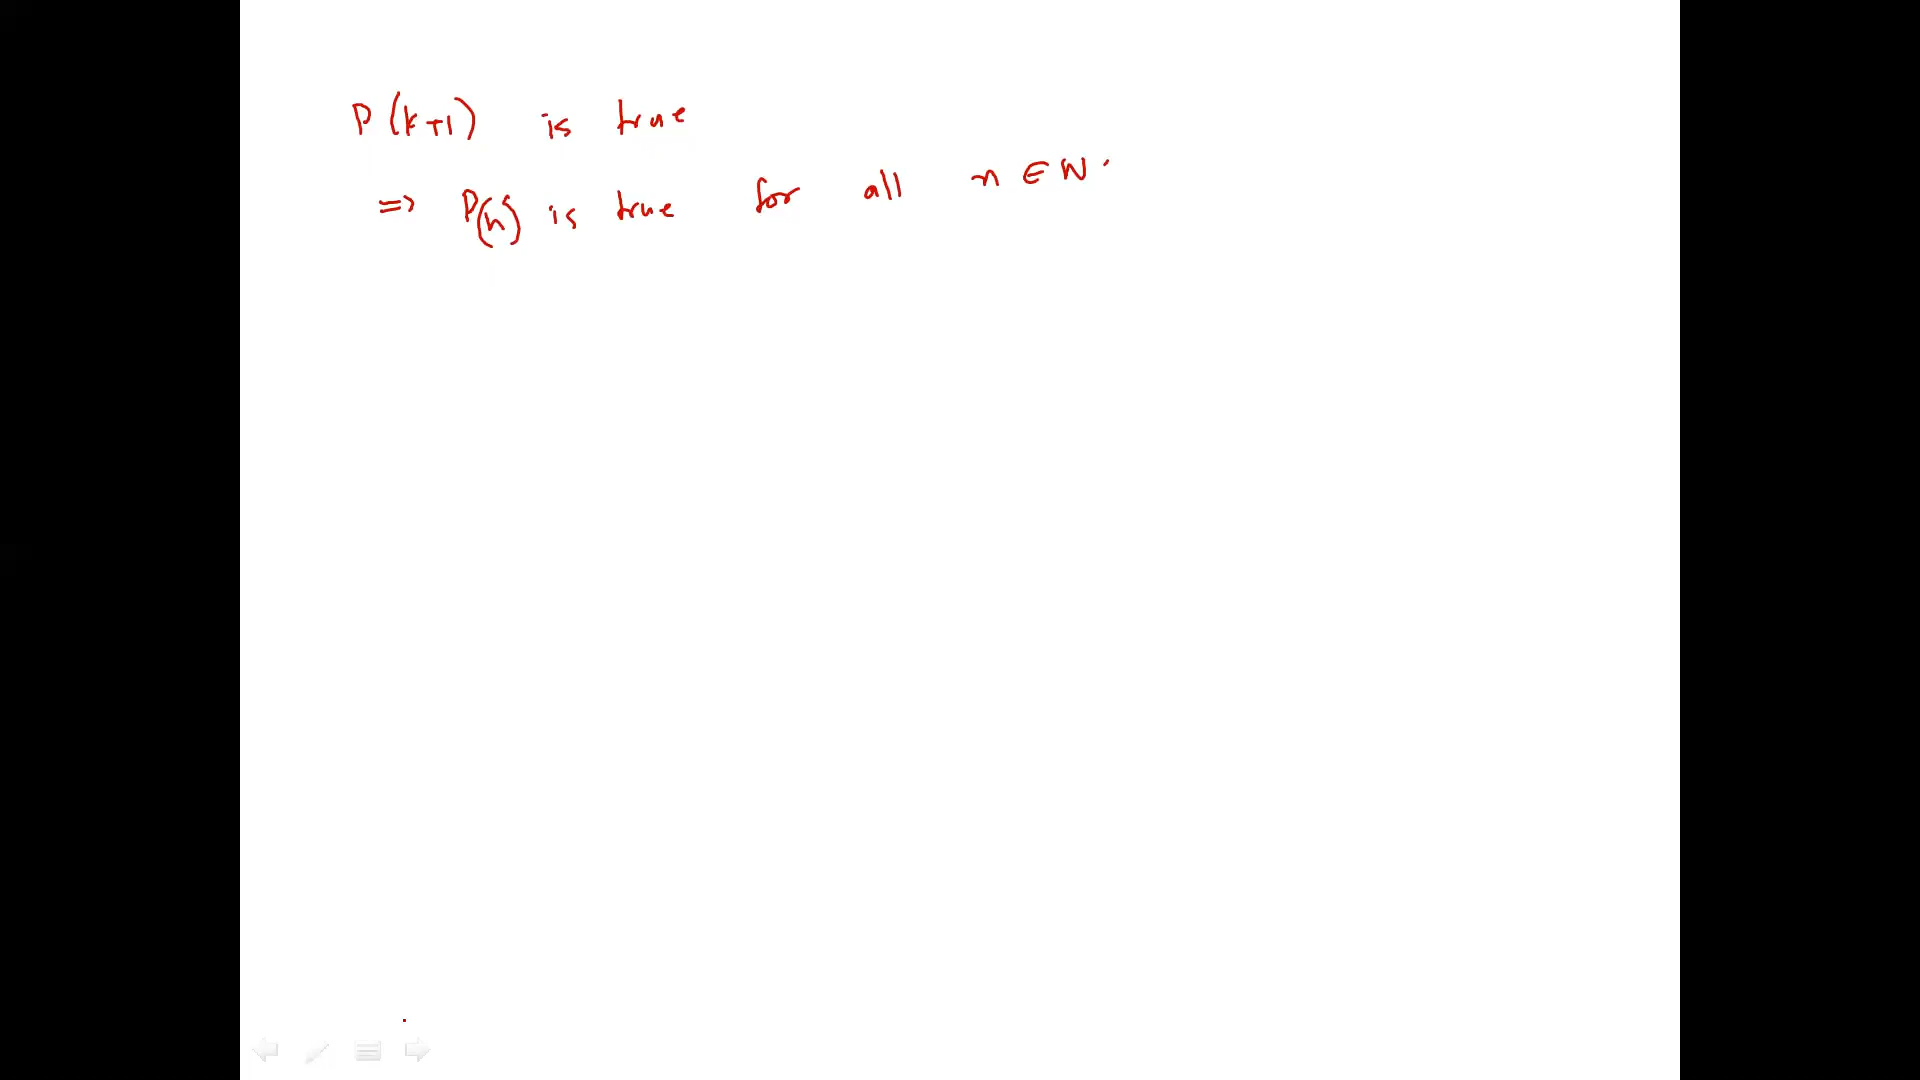 P(k+1) is true
⇒ P(n) is true for all n ∈ N.